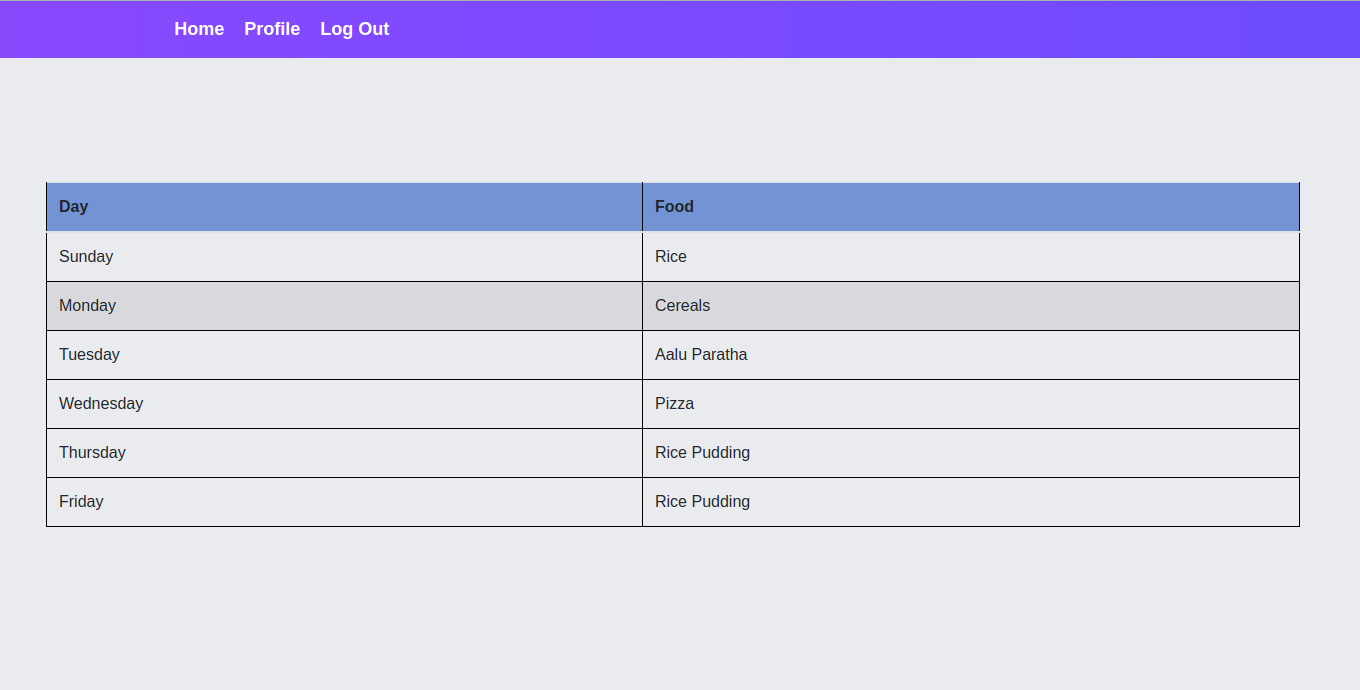 Home Profile Log Out
Day Food
Sunday Rice
Monday Cereals
Tuesday Aalu Paratha
Wednesday Pizza
Thursday Rice Pudding
Friday Rice Pudding